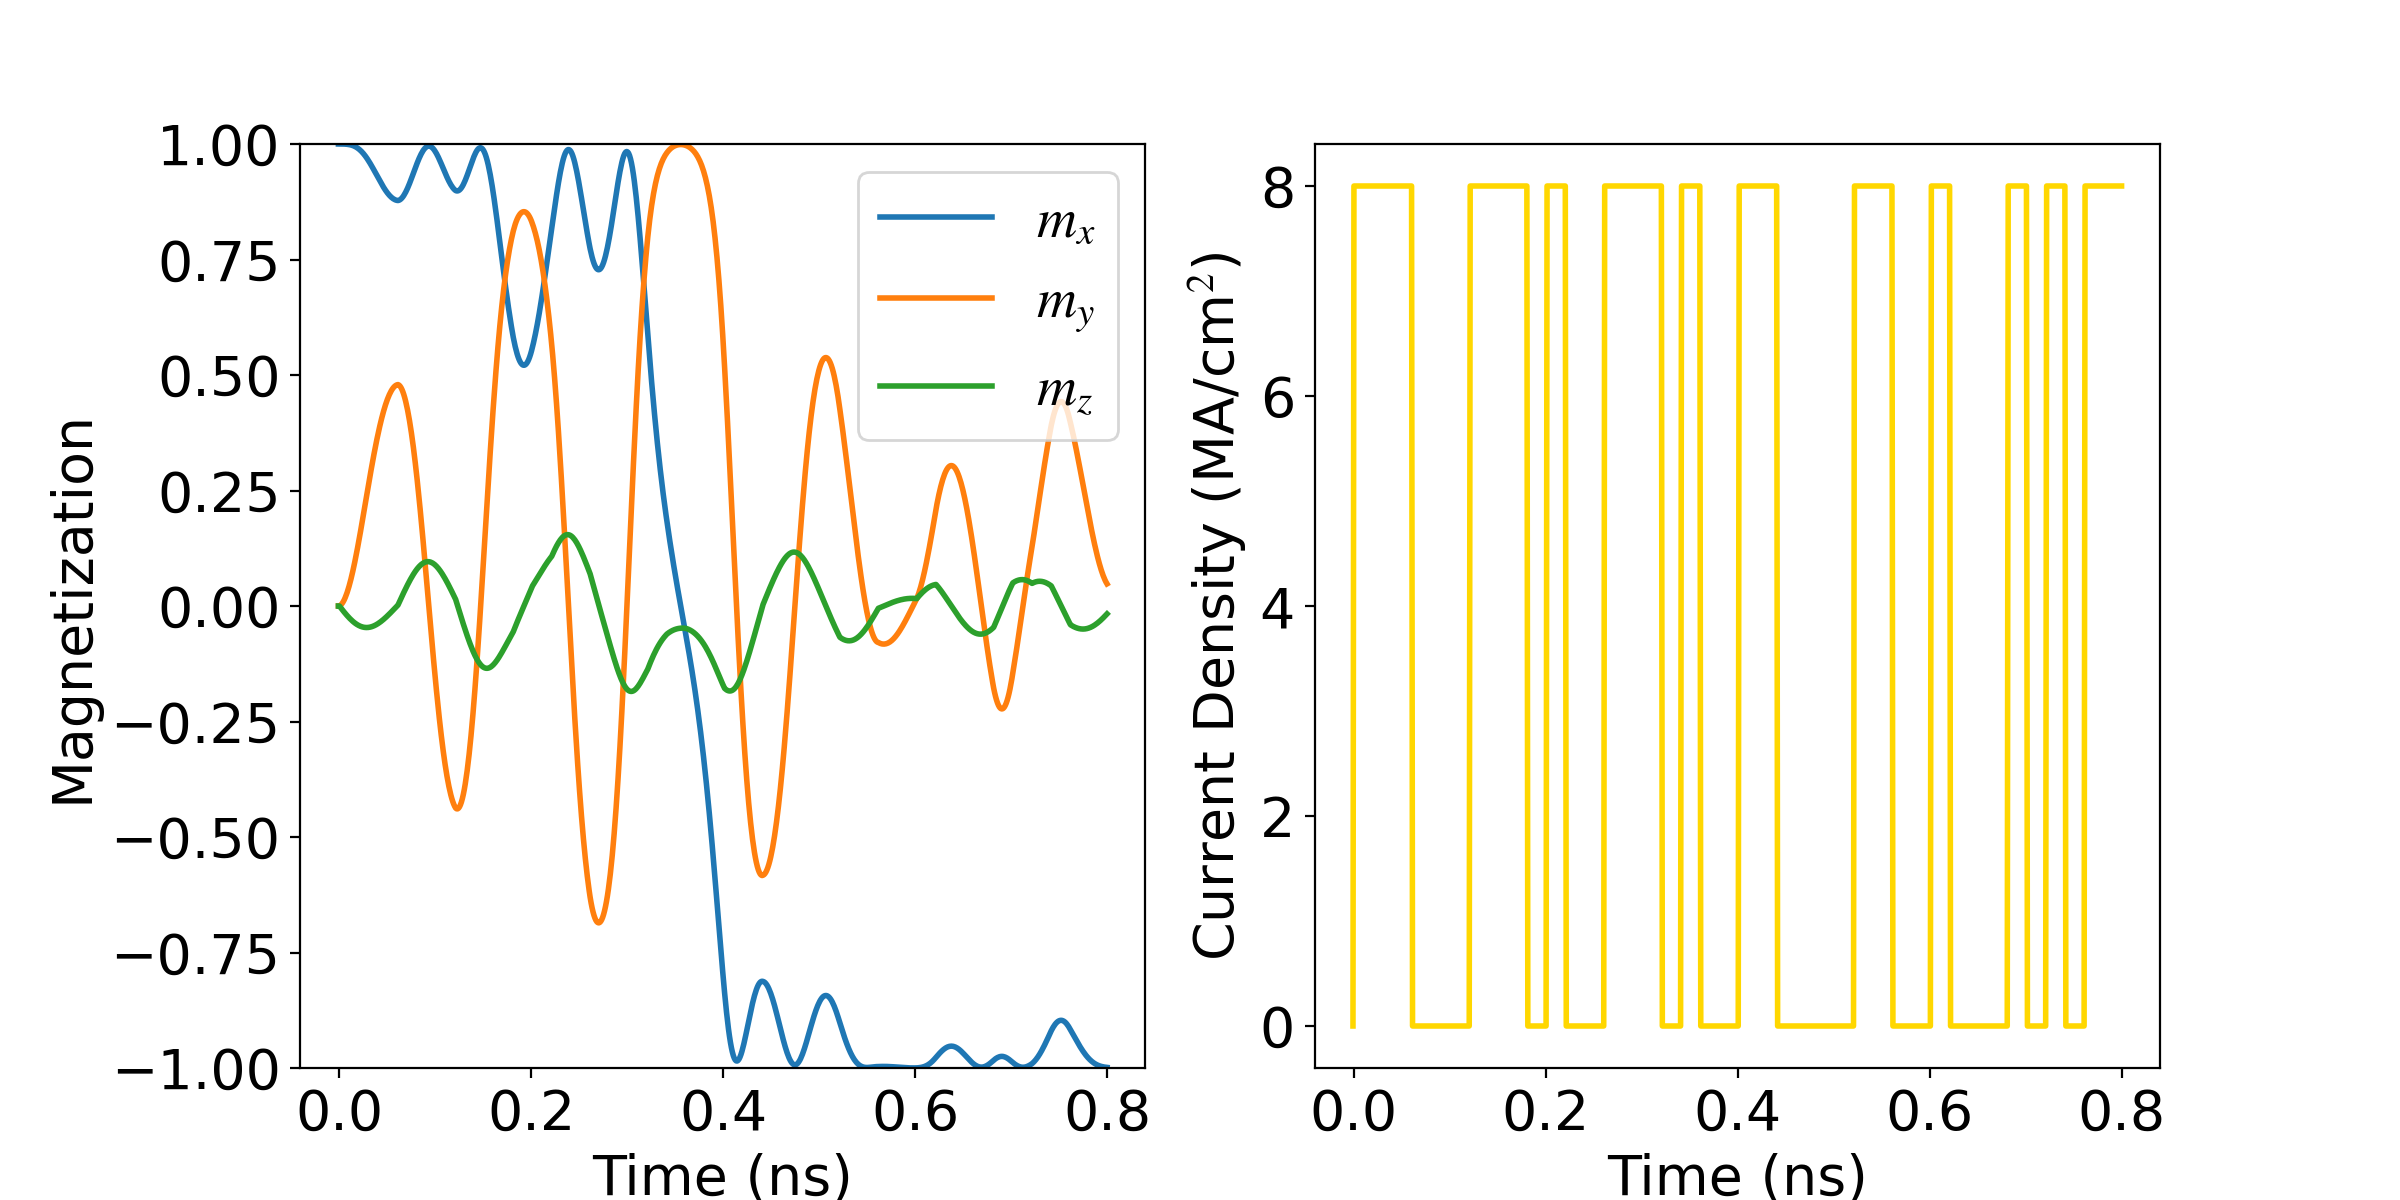 1.00
0.75
0.50
0.25
0.00
−0.25
−0.50
−0.75
−1.00
Magnetization
0.0 0.2 0.4 0.6 0.8
Time (ns)
m_x
m_y
m_z
8
6
4
2
0
Current Density (MA/cm²)
0.0 0.2 0.4 0.6 0.8
Time (ns)